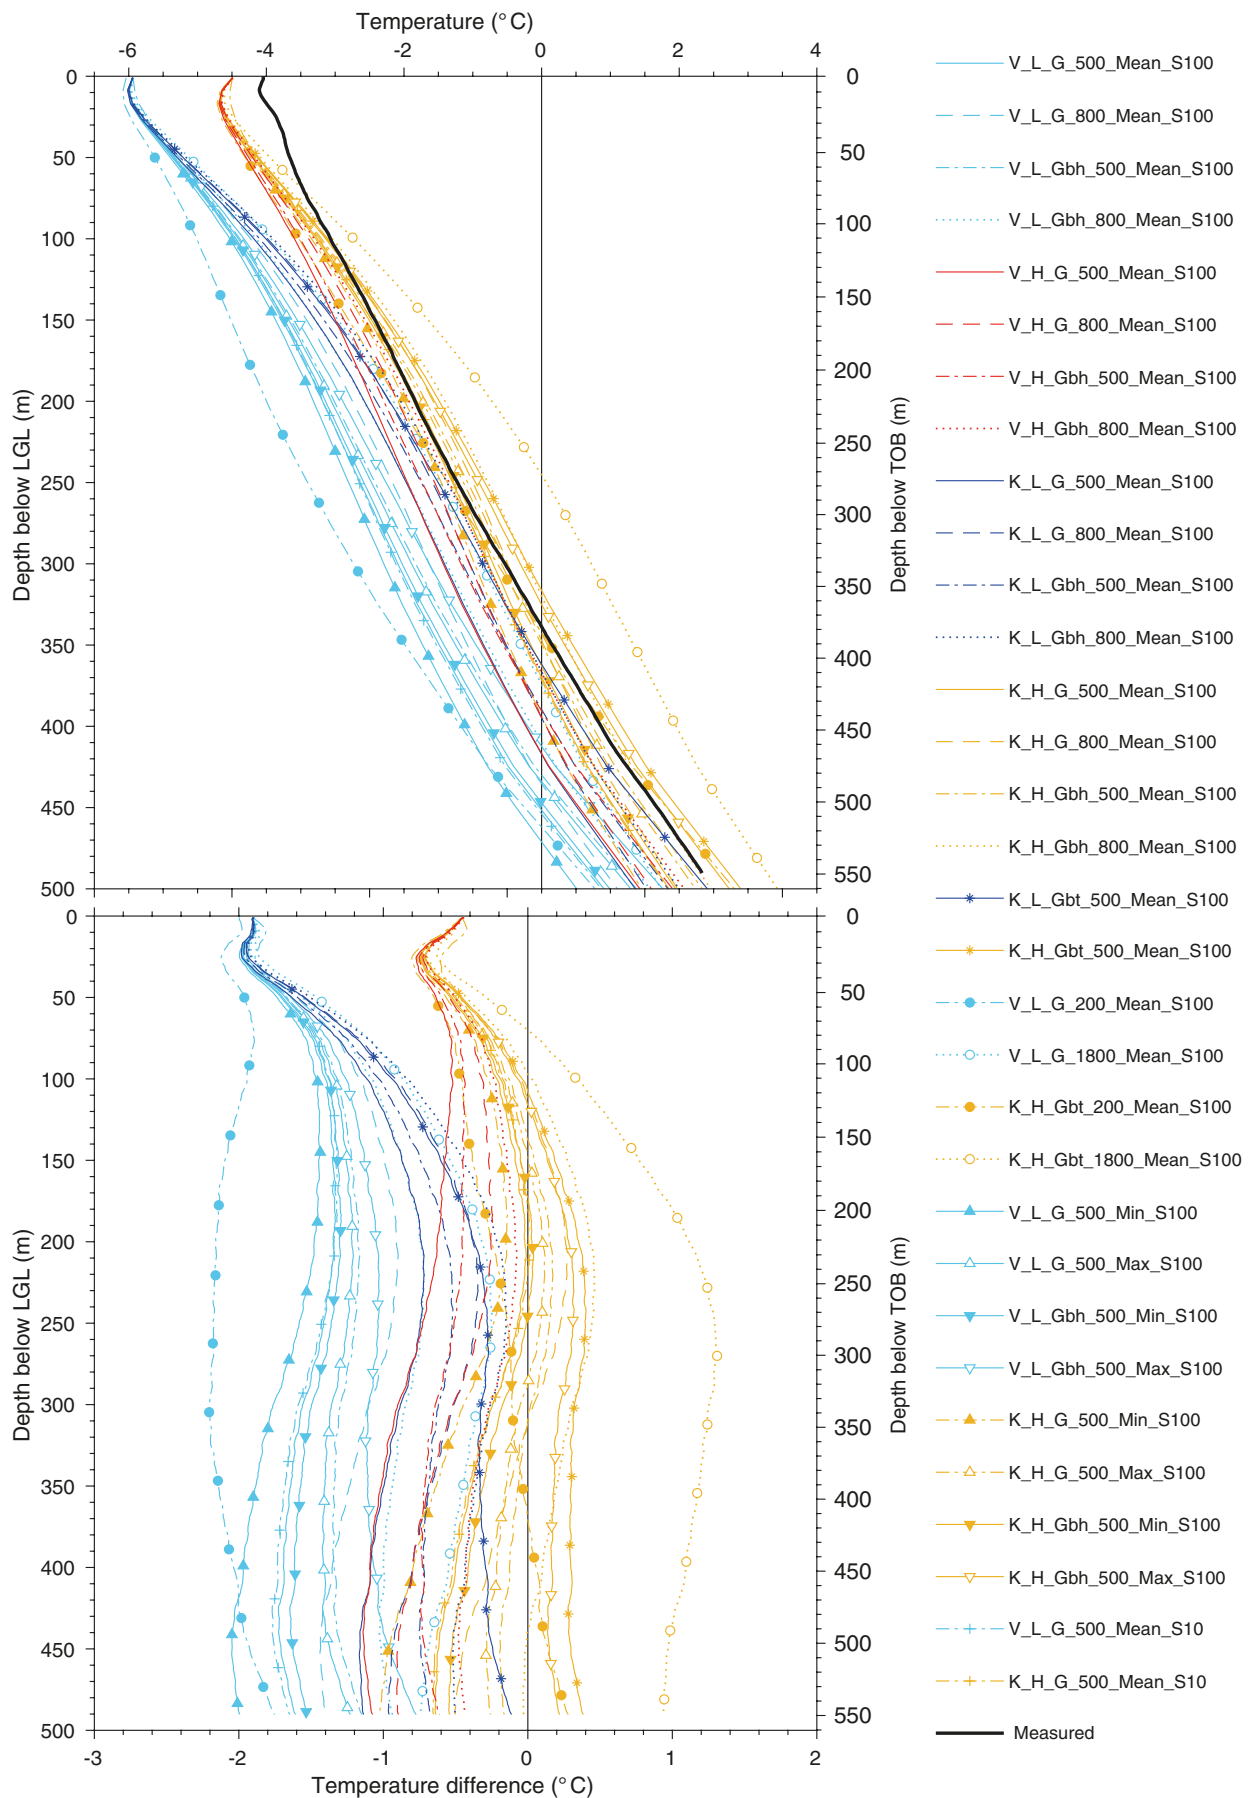 Temperature (°C)
-6 -4 -2 0 2 4
0 50 100 150 200 250 300 350 400 450 500
Depth below LGL (m)
0 50 100 150 200 250 300 350 400 450 500 550
Depth below TOB (m)
0 50 100 150 200 250 300 350 400 450 500
Depth below LGL (m)
0 50 100 150 200 250 300 350 400 450 500 550
Depth below TOB (m)
-3 -2 -1 0 1 2
Temperature difference (°C)
V_L_G_500_Mean_S100
V_L_G_800_Mean_S100
V_L_Gbh_500_Mean_S100
V_L_Gbh_800_Mean_S100
V_H_G_500_Mean_S100
V_H_G_800_Mean_S100
V_H_Gbh_500_Mean_S100
V_H_Gbh_800_Mean_S100
K_L_G_500_Mean_S100
K_L_G_800_Mean_S100
K_L_Gbh_500_Mean_S100
K_L_Gbh_800_Mean_S100
K_H_G_500_Mean_S100
K_H_G_800_Mean_S100
K_H_Gbh_500_Mean_S100
K_H_Gbh_800_Mean_S100
K_L_Gbt_500_Mean_S100
K_H_Gbt_500_Mean_S100
V_L_G_200_Mean_S100
V_L_G_1800_Mean_S100
K_H_Gbt_200_Mean_S100
K_H_Gbt_1800_Mean_S100
V_L_G_500_Min_S100
V_L_G_500_Max_S100
V_L_Gbh_500_Min_S100
V_L_Gbh_500_Max_S100
K_H_G_500_Min_S100
K_H_G_500_Max_S100
K_H_Gbh_500_Min_S100
K_H_Gbh_500_Max_S100
V_L_G_500_Mean_S10
K_H_G_500_Mean_S10
Measured